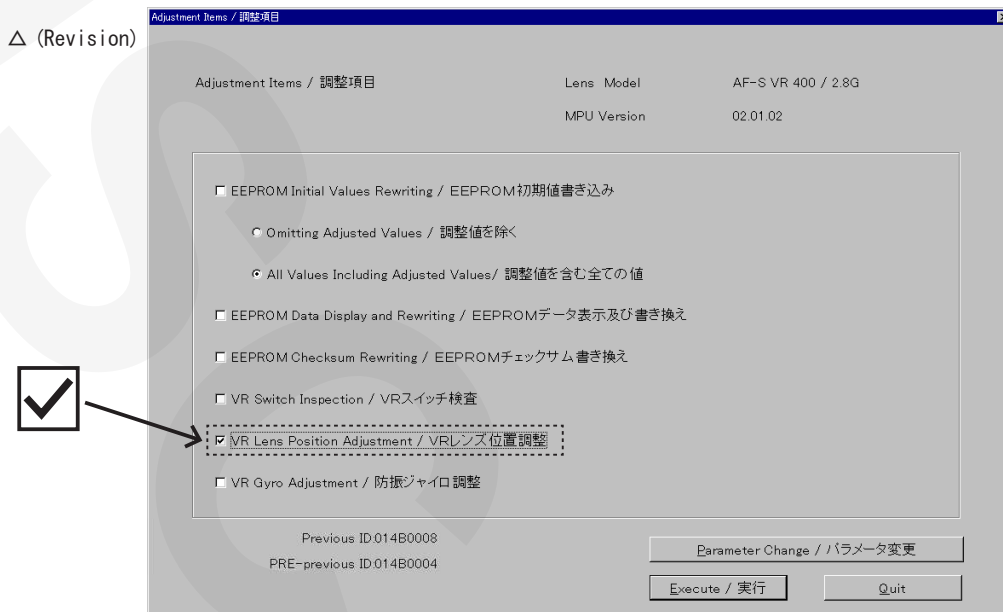 Adjustment Items / 調整項目
△ (Revision)
Adjustment Items / 調整項目
Lens Model
AF-S VR 400 / 2.8G
MPU Version
02.01.02
EEPROM Initial Values Rewriting / EEPROM初期値書き込み
Omitting Adjusted Values / 調整値を除く
All Values Including Adjusted Values/ 調整値を含む全ての値
EEPROM Data Display and Rewriting / EEPROMデータ表示及び書き換え
EEPROM Checksum Rewriting / EEPROMチェックサム書き換え
VR Switch Inspection / VRスイッチ検査
VR Lens Position Adjustment / VRレンズ位置調整
VR Gyro Adjustment / 防振ジャイロ調整
Previous ID:014B0008
PRE-previous ID:014B0004
Parameter Change / パラメータ変更
Execute / 実行
Quit